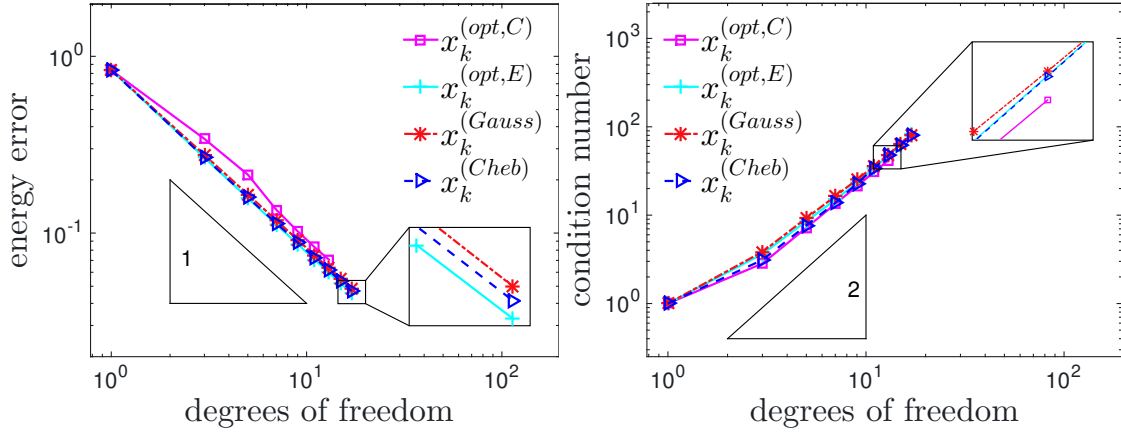 energy error
10^0
10^{-1}
x_k^{(opt,C)}
x_k^{(opt,E)}
x_k^{(Gauss)}
x_k^{(Cheb)}
1
10^0
10^1
10^2
degrees of freedom
condition number
10^3
10^2
10^1
10^0
x_k^{(opt,C)}
x_k^{(opt,E)}
x_k^{(Gauss)}
x_k^{(Cheb)}
2
10^0
10^1
10^2
degrees of freedom